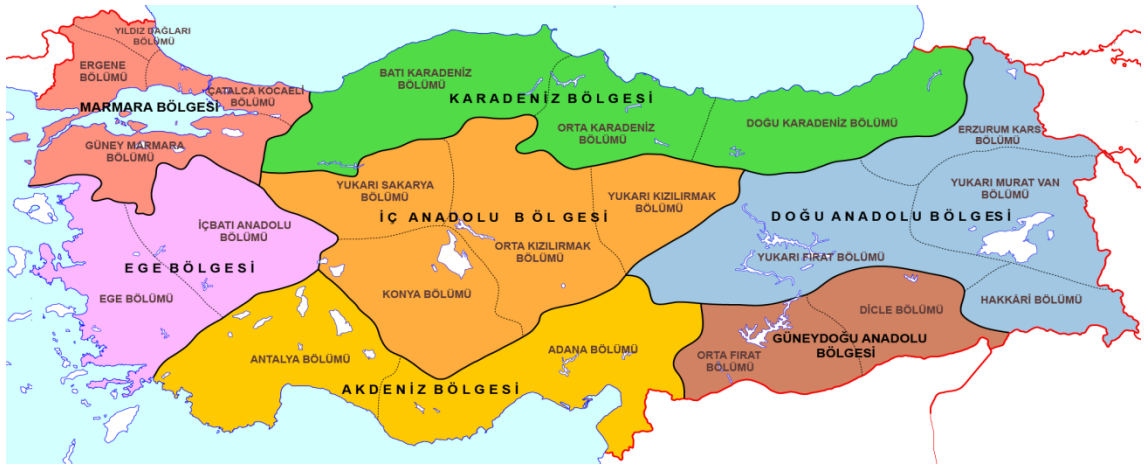 YILDIZ DAĞLARI
BÖLÜMÜ
ERGENE
BÖLÜMÜ
ÇATALCA KOCAELİ
BÖLÜMÜ
MARMARA BÖLGESİ
GÜNEY MARMARA
BÖLÜMÜ
BATI KARADENİZ
BÖLÜMÜ
KARADENİZ BÖLGESİ
ORTA KARADENİZ
BÖLÜMÜ
DOĞU KARADENİZ BÖLÜMÜ
ERZURUM KARS
BÖLÜMÜ
YUKARI MURAT VAN
BÖLÜMÜ
DOĞU ANADOLU BÖLGESİ
YUKARI FIRAT BÖLÜMÜ
HAKKÂRİ BÖLÜMÜ
YUKARI SAKARYA
BÖLÜMÜ
YUKARI KIZILIRMAK
BÖLÜMÜ
İÇ ANADOLU BÖLGESİ
ORTA KIZILIRMAK
BÖLÜMÜ
KONYA BÖLÜMÜ
İÇBATI ANADOLU
BÖLÜMÜ
EGE BÖLGESİ
EGE BÖLÜMÜ
ANTALYA BÖLÜMÜ
ADANA BÖLÜMÜ
AKDENİZ BÖLGESİ
DİCLE BÖLÜMÜ
GÜNEYDOĞU ANADOLU
BÖLGESİ
ORTA FIRAT
BÖLÜMÜ